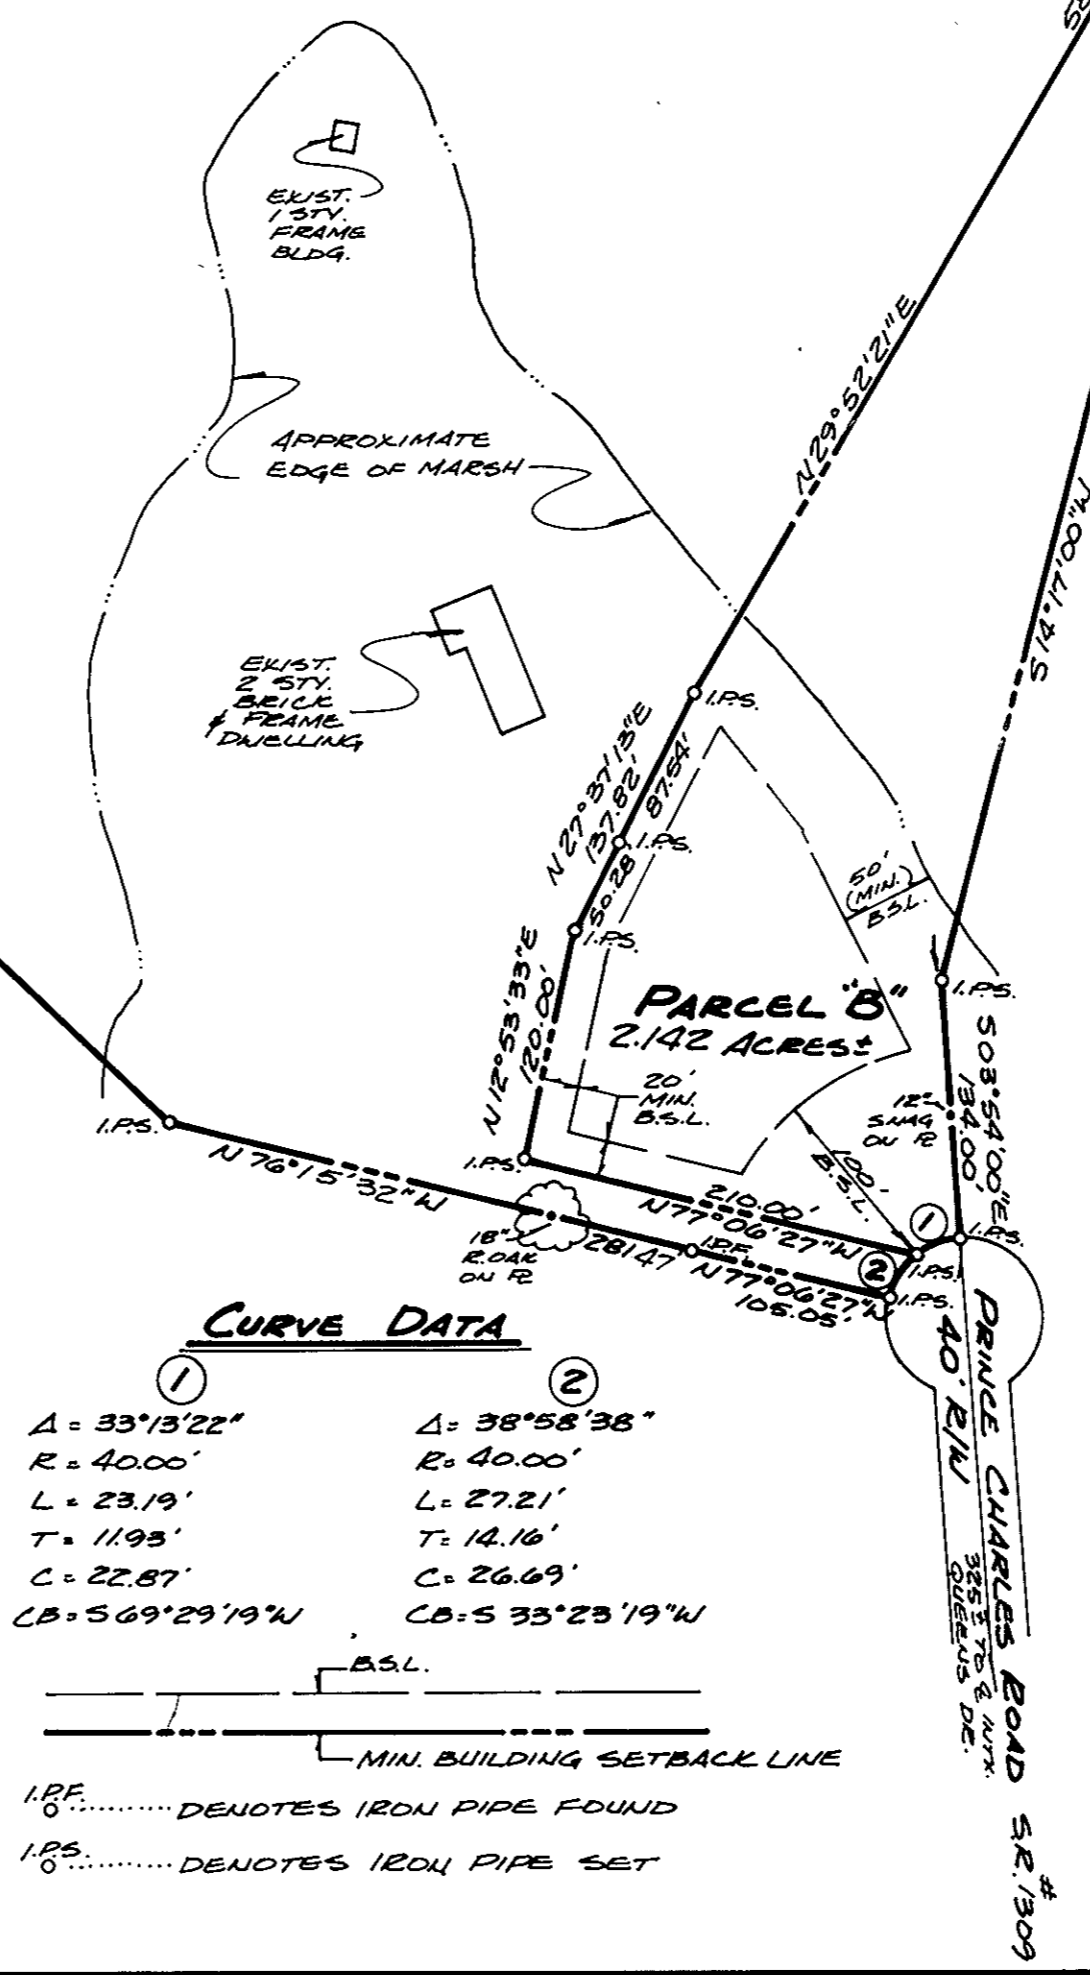 EXIST.
1 STY.
FRAME
BLDG.
N29°52'21"E
APPROXIMATE
EDGE OF MARSH
S14°17'00"W
EXIST.
2 STY.
BRICK
& FRAME
DWELLING
I.P.S.
N27°37'13"E
137.82'
87.54'
I.P.S.
50.28
I.P.S.
50'
(MIN.)
B.S.L.
N12°53'33"E
120.00'
PARCEL "B"
2.142 ACRES±
I.P.S.
S03°54'00"E
134.00'
20'
MIN.
B.S.L.
12"
SNAG
ON
I.P.S.
N76°15'32"W
I.P.S.
100'
B.S.L.
210.00'
N77°06'27"W
1
I.P.S.
18"
R.OAK
ON
281.47'
I.P.F.
2
I.P.S.
N77°06'27"W
105.05'
I.P.S.
PRINCE CHARLES ROAD S.R. # 1309
40' R/W
325'± TO ℄ INTX.
QUEENS DR.
CURVE DATA
1 2
Δ = 33°13'22" Δ = 38°58'38"
R = 40.00' R = 40.00'
L = 23.19' L = 27.21'
T = 11.93' T = 14.16'
C = 22.87' C = 26.69'
CB = S69°29'19"W CB = S33°23'19"W
B.S.L.
MIN. BUILDING SETBACK LINE
I.P.F. .......... DENOTES IRON PIPE FOUND
I.P.S. .......... DENOTES IRON PIPE SET